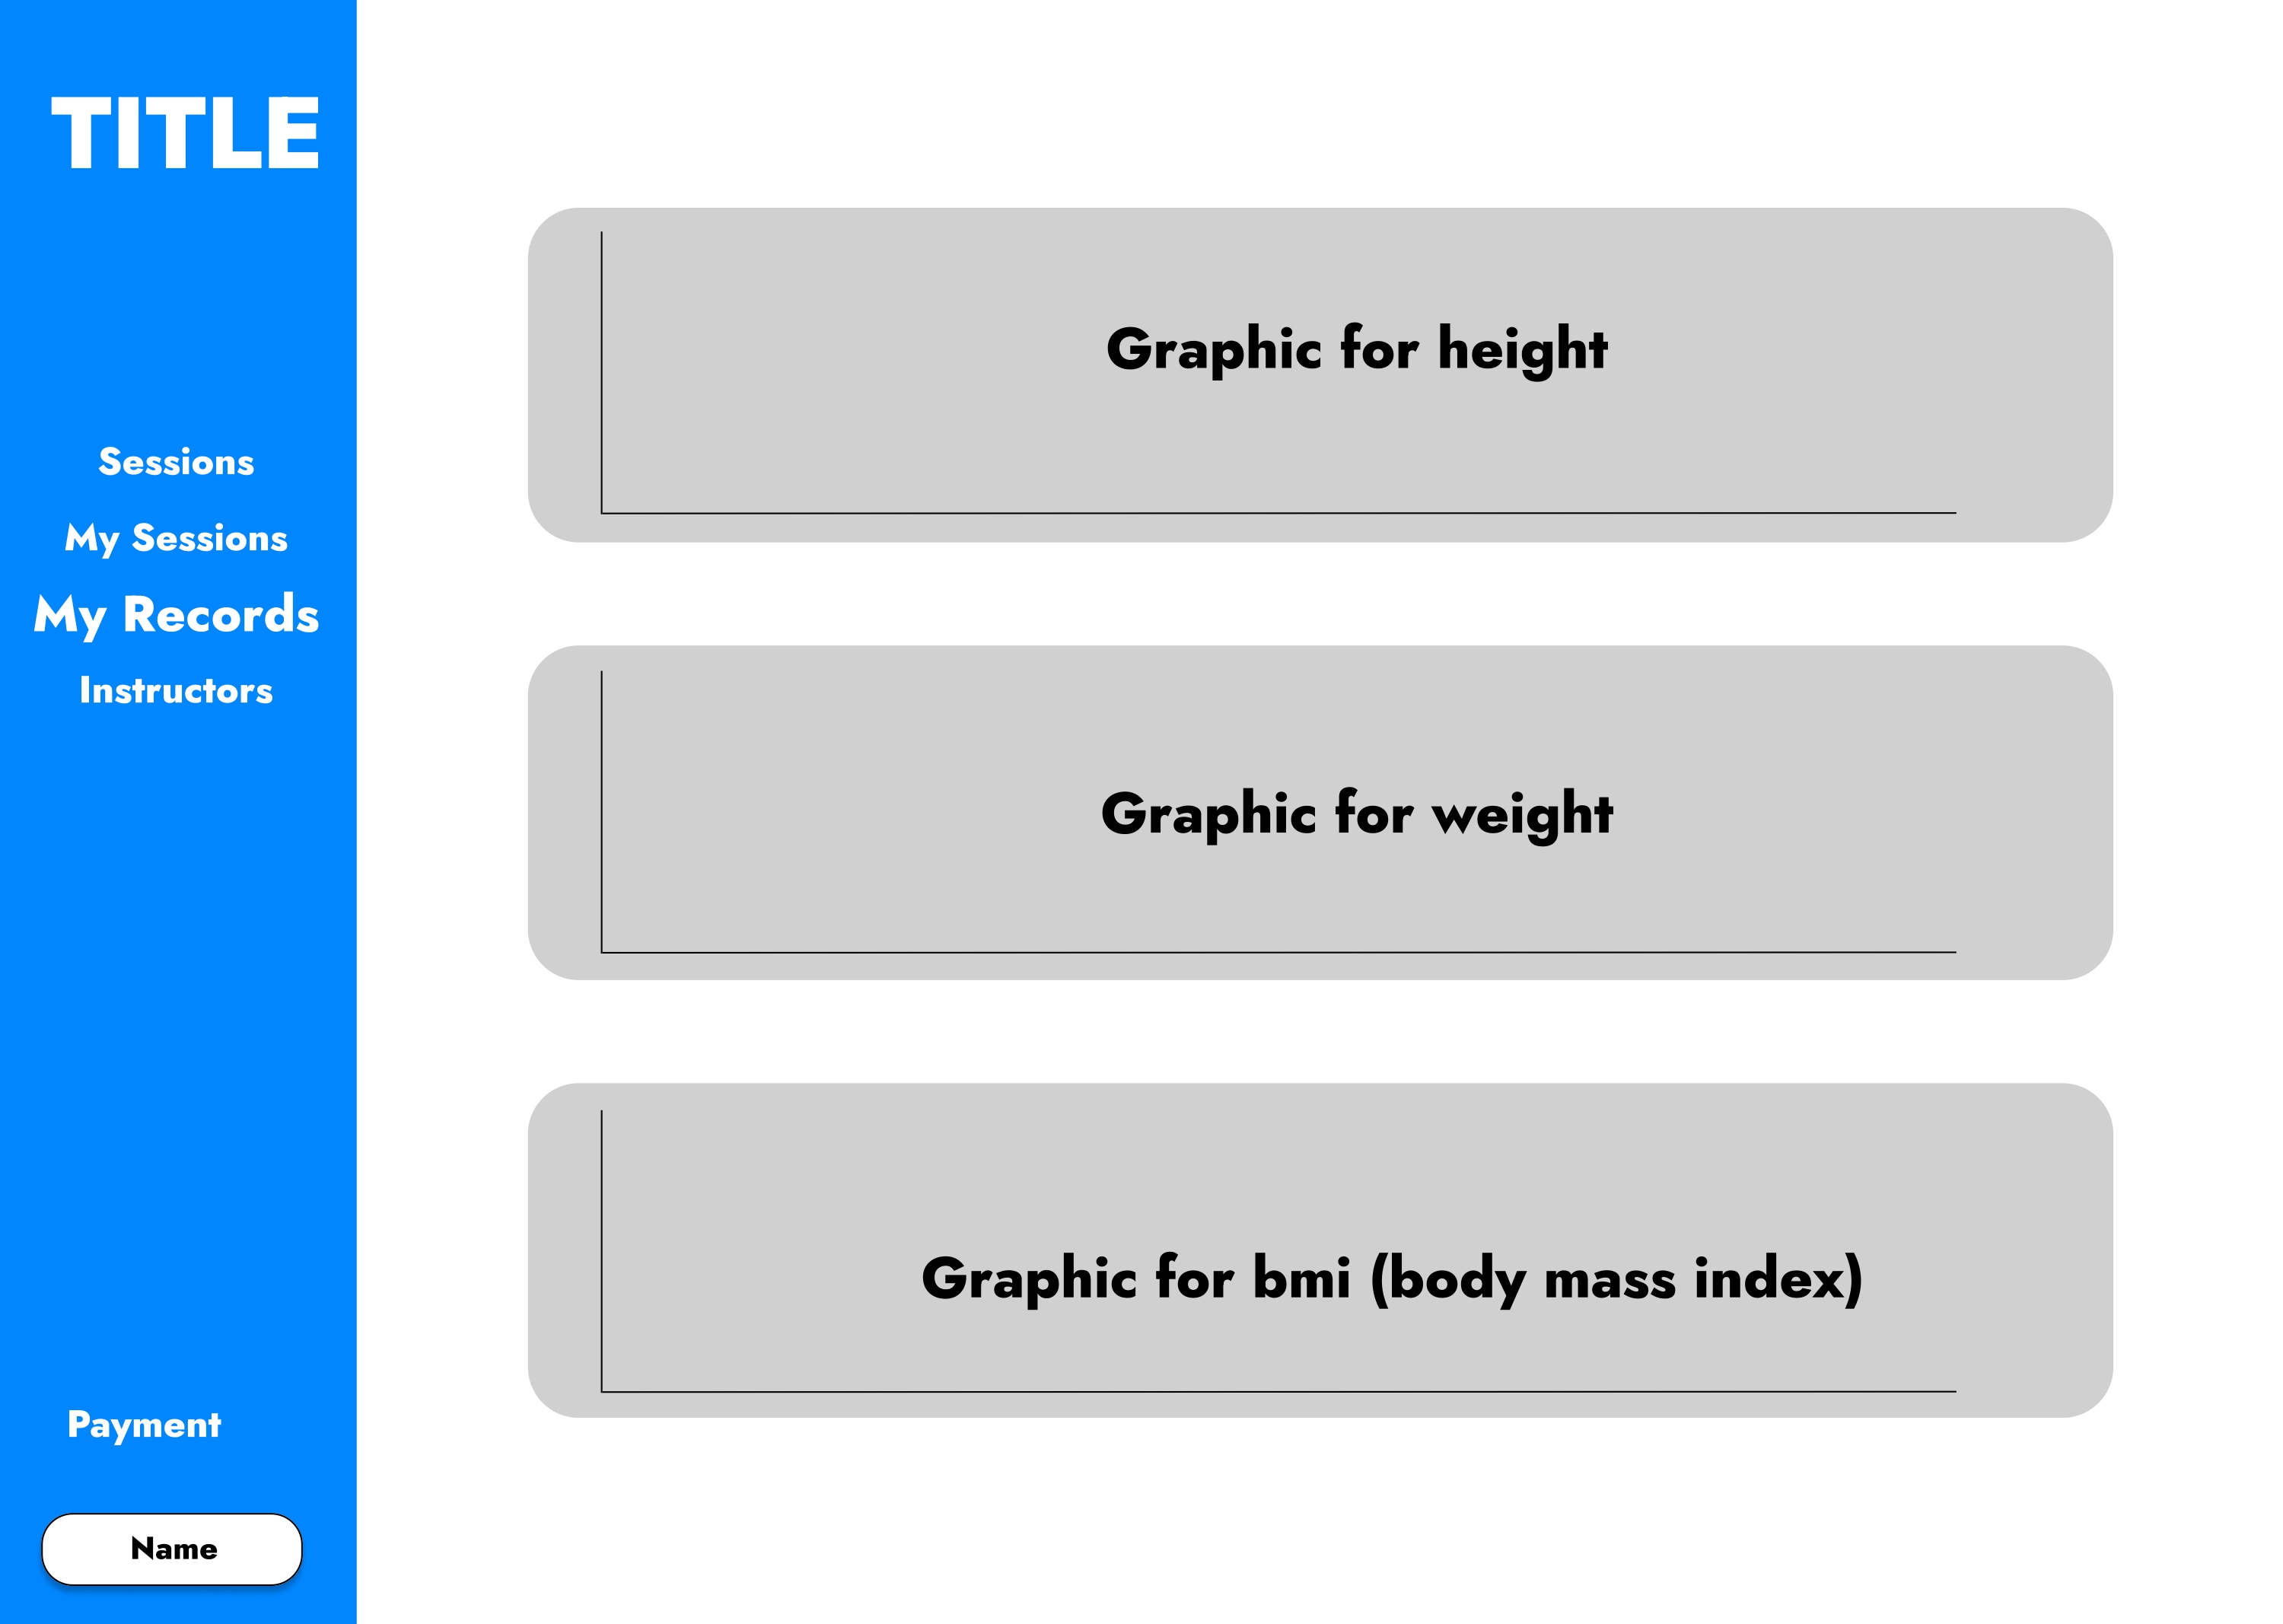 TITLE
Sessions
My Sessions
My Records
Instructors
Payment
Name
Graphic for height
Graphic for weight
Graphic for bmi (body mass index)